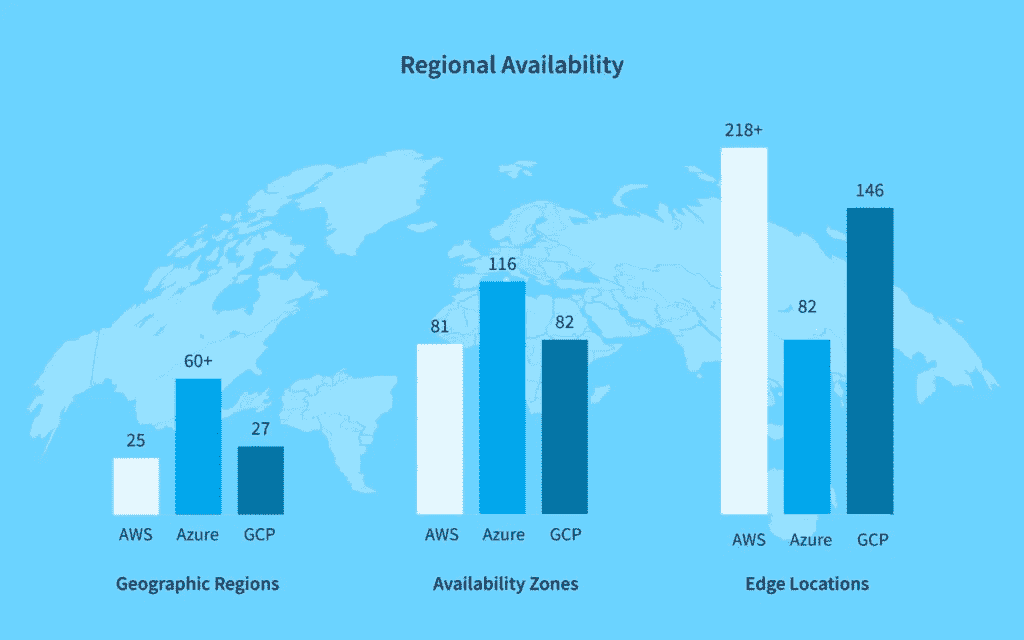 Regional Availability
25
60+
27
AWS
Azure
GCP
Geographic Regions
81
116
82
AWS
Azure
GCP
Availability Zones
218+
82
146
AWS
Azure
GCP
Edge Locations